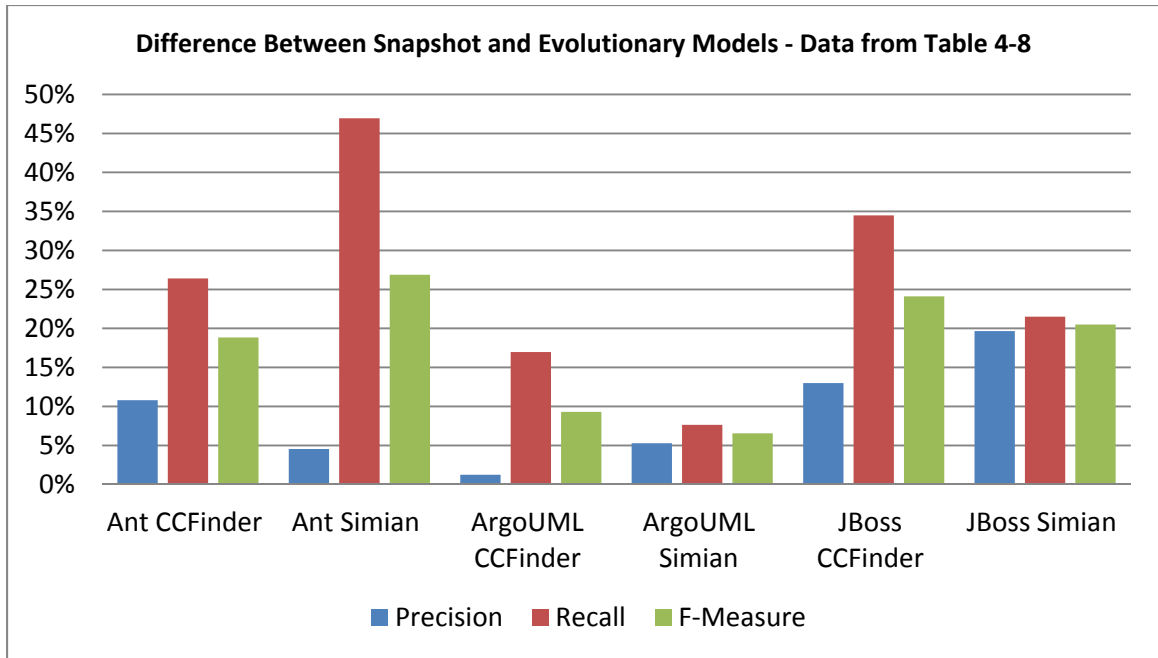 Difference Between Snapshot and Evolutionary Models - Data from Table 4-8
50%
45%
40%
35%
30%
25%
20%
15%
10%
5%
0%
Ant CCFinder
Ant Simian
ArgoUML
CCFinder
ArgoUML
Simian
JBoss
CCFinder
JBoss Simian
Precision
Recall
F-Measure